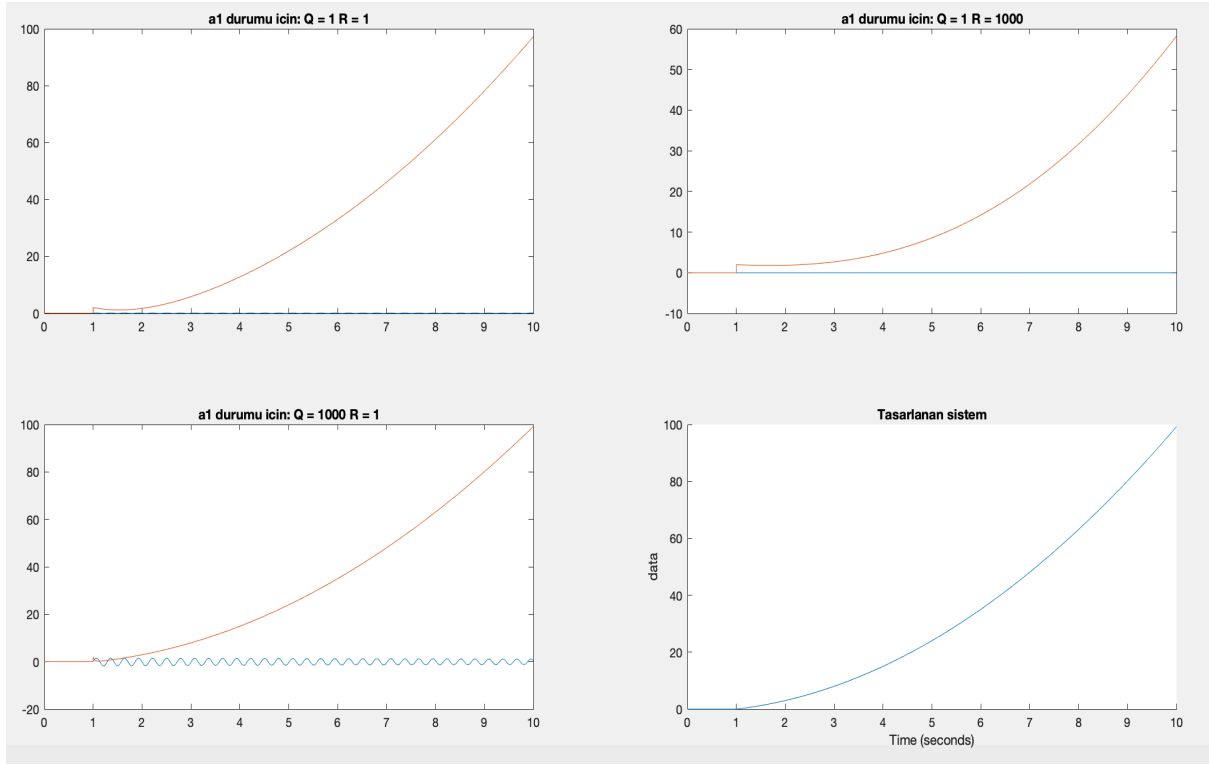 a1 durumu icin: Q = 1 R = 1
100
80
60
40
20
0
0 1 2 3 4 5 6 7 8 9 10
a1 durumu icin: Q = 1 R = 1000
60
50
40
30
20
10
0
-10
0 1 2 3 4 5 6 7 8 9 10
a1 durumu icin: Q = 1000 R = 1
100
80
60
40
20
0
-20
0 1 2 3 4 5 6 7 8 9 10
Tasarlanan sistem
100
80
60
40
20
0
data
0 1 2 3 4 5 6 7 8 9 10
Time (seconds)